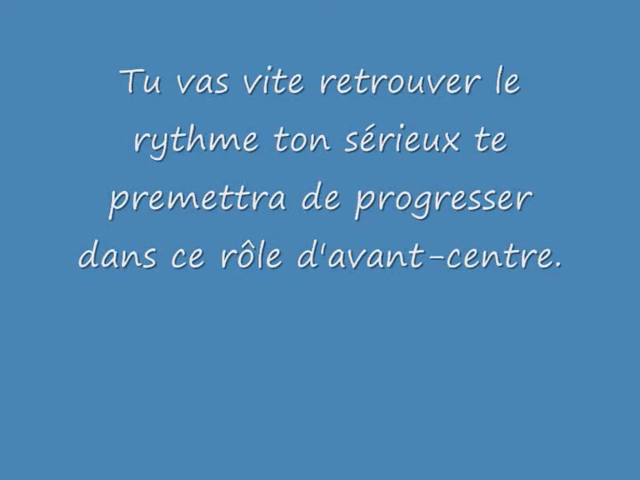 Tu vas vite retrouver le
rythme ton sérieux te
premettra de progresser
dans ce rôle d'avant-centre.